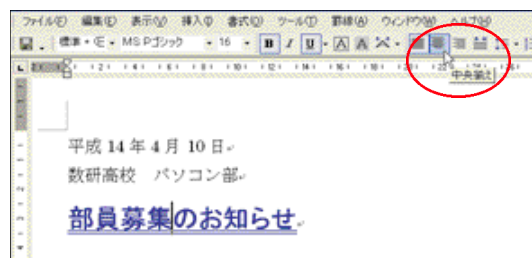 ファイル(F) 編集(E) 表示(V) 挿入(I) 書式(O) ツール(T) 罫線(A) ウィンドウ(W) ヘルプ(H)
標準 + MS Pゴシック 16 B I U A A
中央揃え
平成 14 年 4 月 10 日
数研高校 パソコン部
部員募集のお知らせ